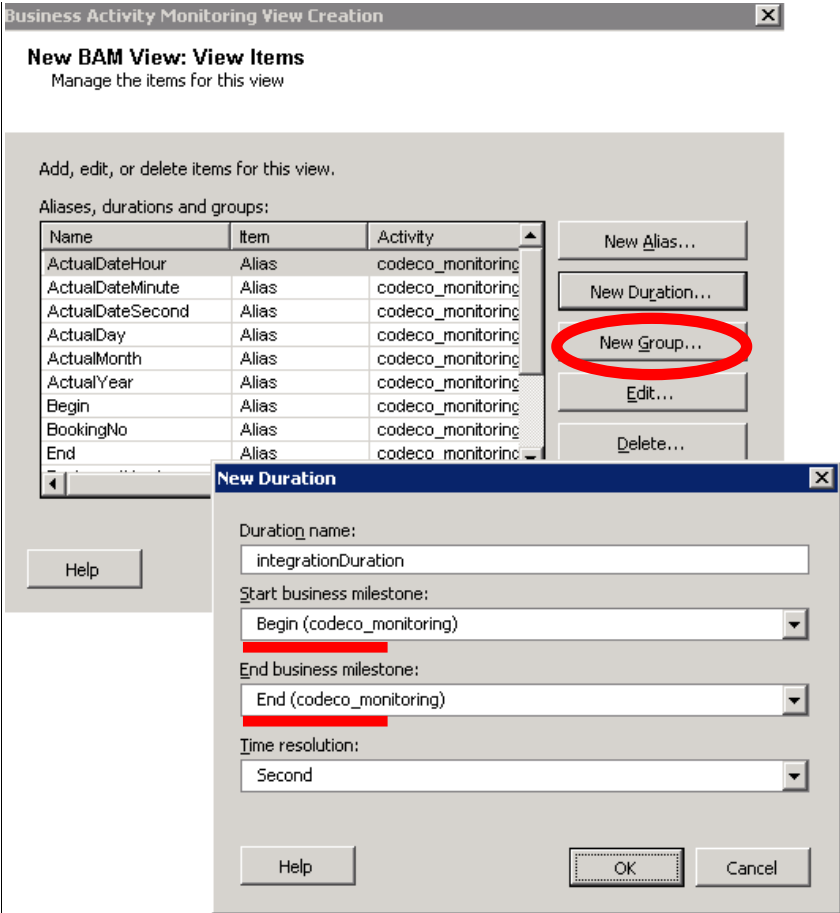 Business Activity Monitoring View Creation
New BAM View: View Items
Manage the items for this view
Add, edit, or delete items for this view.
Aliases, durations and groups:
Name Item Activity
ActualDateHour Alias codeco_monitoring
ActualDateMinute Alias codeco_monitoring
ActualDateSecond Alias codeco_monitoring
ActualDay Alias codeco_monitoring
ActualMonth Alias codeco_monitoring
ActualYear Alias codeco_monitoring
Begin Alias codeco_monitoring
BookingNo Alias codeco_monitoring
End Alias codeco_monitoring
New Alias...
New Duration...
New Group...
Edit...
Delete...
Help
New Duration
Duration name:
integrationDuration
Start business milestone:
Begin (codeco_monitoring)
End business milestone:
End (codeco_monitoring)
Time resolution:
Second
Help OK Cancel